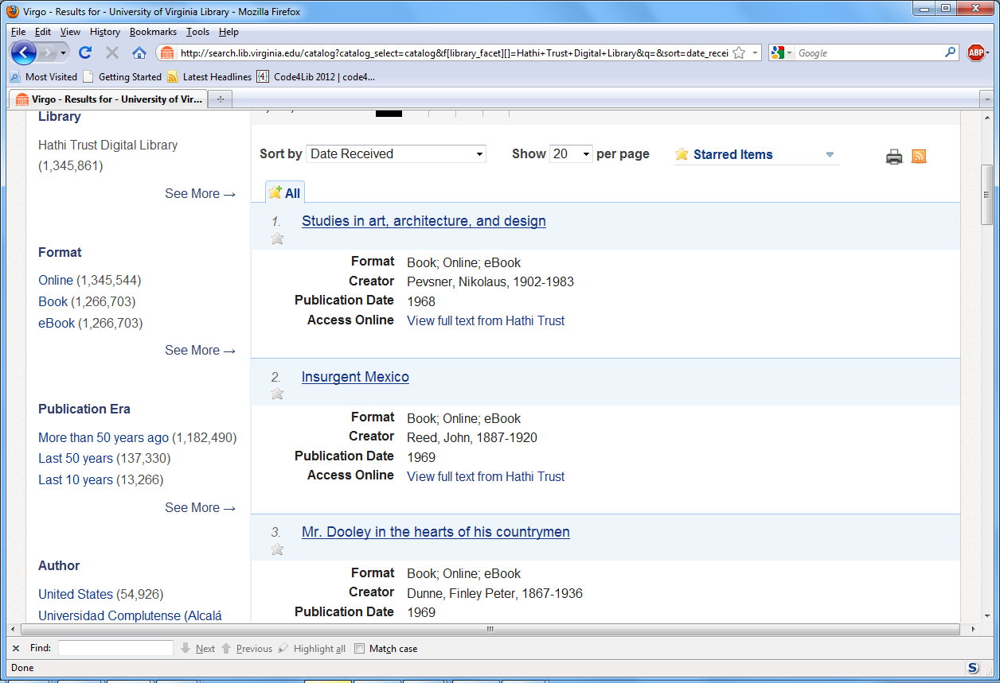 Virgo - Results for - University of Virginia Library - Mozilla Firefox
File Edit View History Bookmarks Tools Help
http://search.lib.virginia.edu/catalog?catalog_select=catalog&f[library_facet][]=Hathi+Trust+Digital+Library&q=&sort=date_recei
Google
ABP
Most Visited Getting Started Latest Headlines {4} Code4Lib 2012 | code4...
Virgo - Results for - University of Vir...
Library
Hathi Trust Digital Library
(1,345,861)
See More →
Format
Online (1,345,544)
Book (1,266,703)
eBook (1,266,703)
See More →
Publication Era
More than 50 years ago (1,182,490)
Last 50 years (137,330)
Last 10 years (13,266)
See More →
Author
United States (54,926)
Universidad Complutense (Alcalá
Sort by Date Received Show 20 per page Starred Items
All
1. Studies in art, architecture, and design
Format Book; Online; eBook
Creator Pevsner, Nikolaus, 1902-1983
Publication Date 1968
Access Online View full text from Hathi Trust
2. Insurgent Mexico
Format Book; Online; eBook
Creator Reed, John, 1887-1920
Publication Date 1969
Access Online View full text from Hathi Trust
3. Mr. Dooley in the hearts of his countrymen
Format Book; Online; eBook
Creator Dunne, Finley Peter, 1867-1936
Publication Date 1969
Find: Next Previous Highlight all Match case
Done S